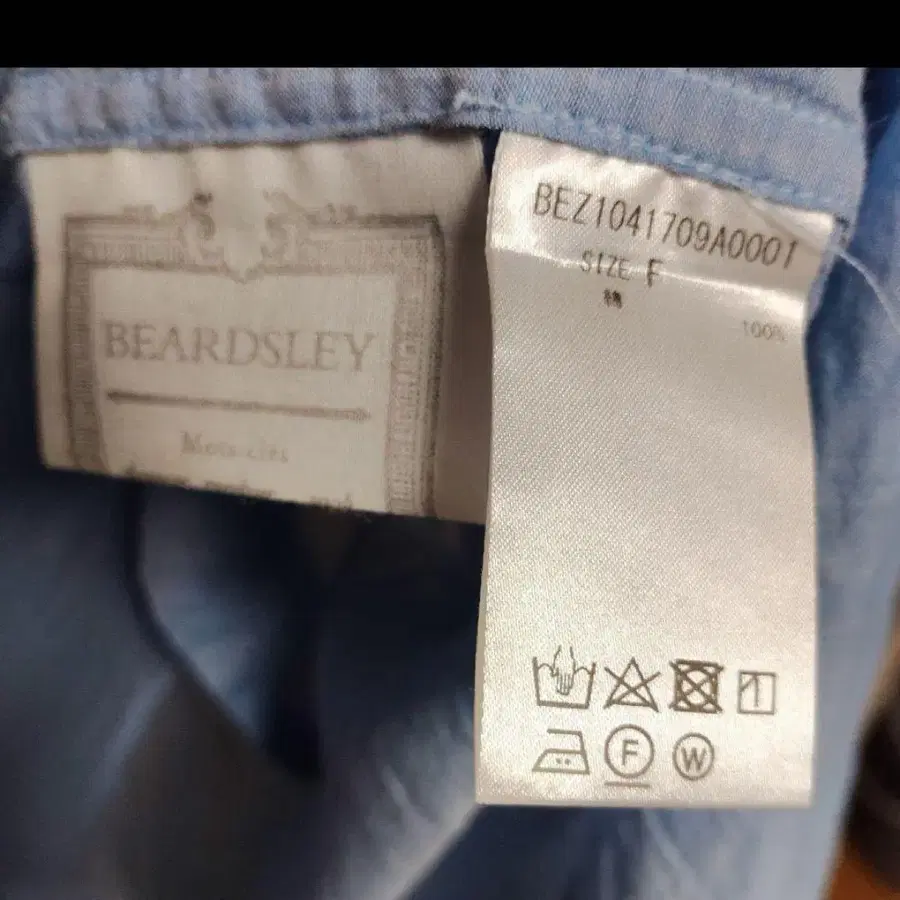 BEARDSLEY
BEZ1041709A0001
SIZE F
綿 100%
F
W